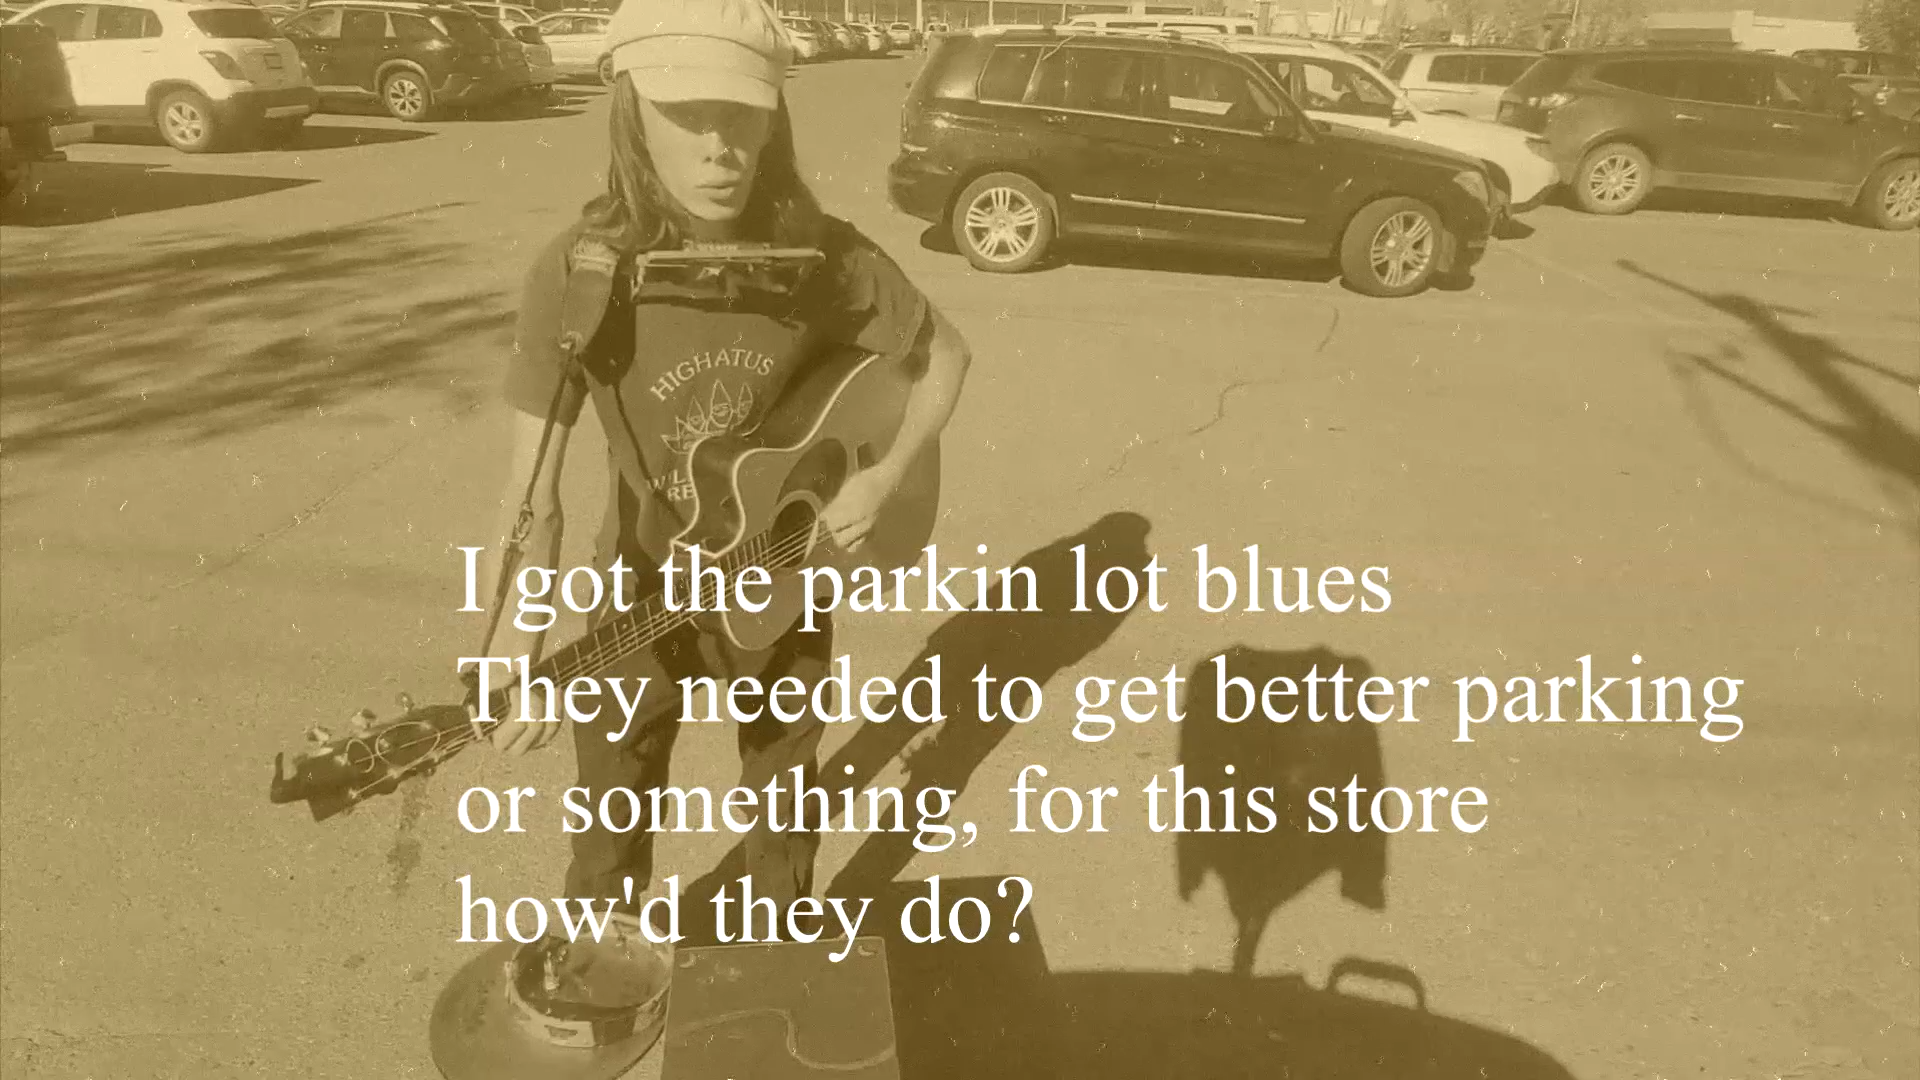 HIGHATUS
I got the parkin lot blues
They needed to get better parking
or something, for this store
how'd they do?